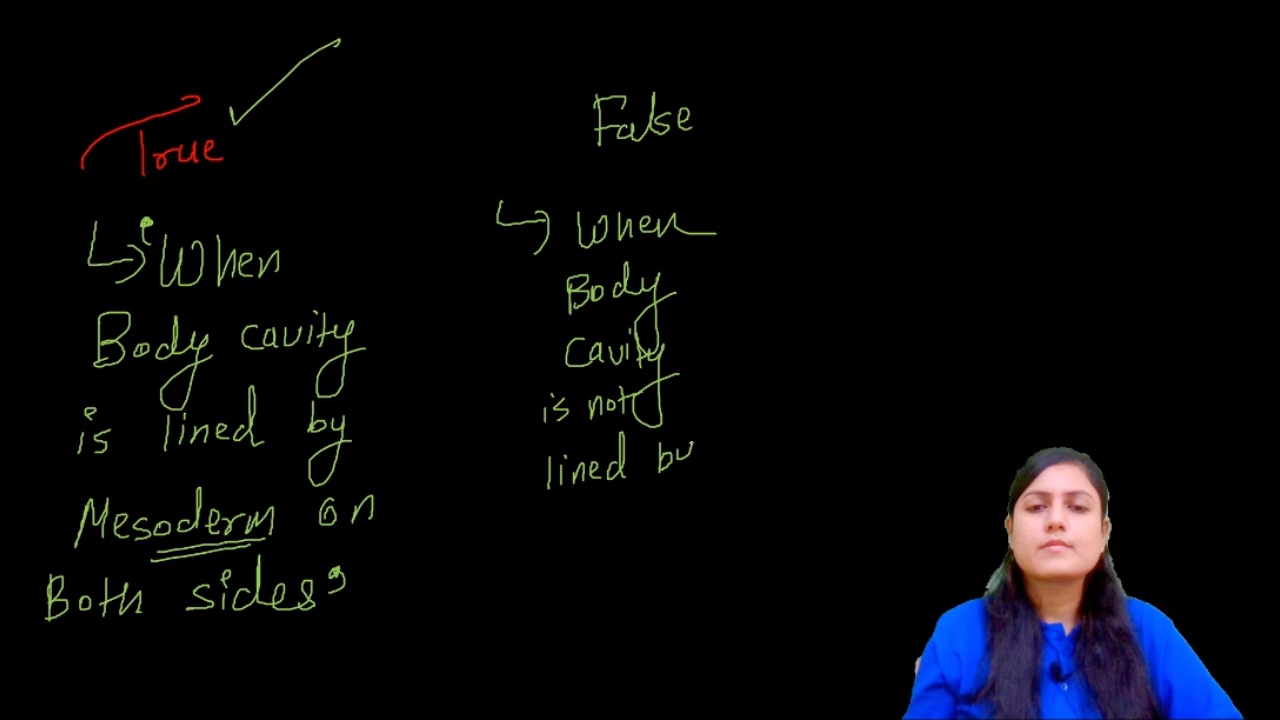 True
When
Body cavity
is lined by
Mesoderm on
Both sides
False
When
Body
Cavity
is not
lined by